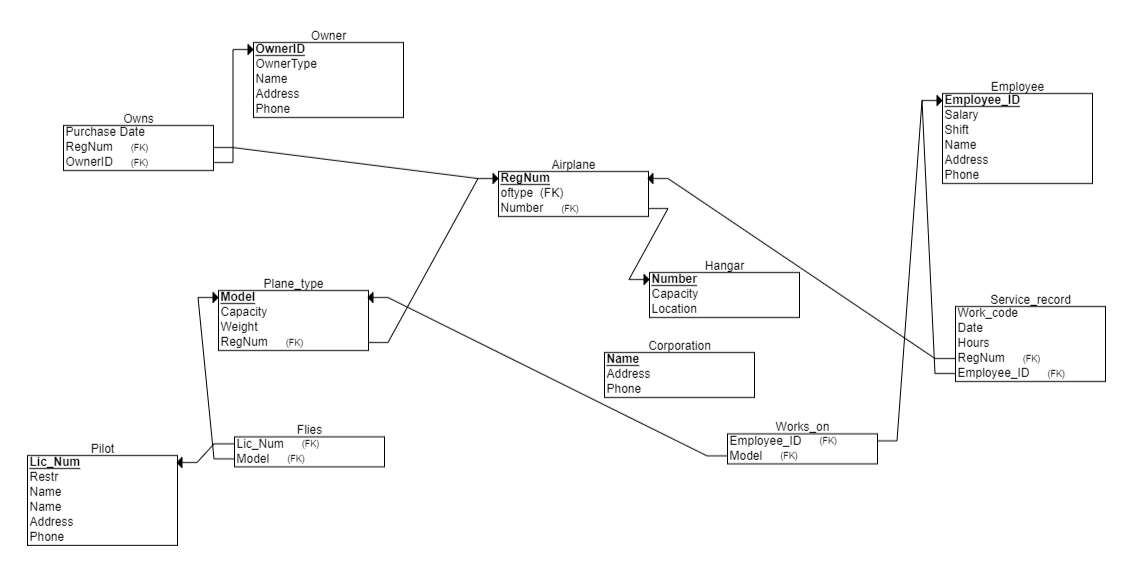 Owner
OwnerID
OwnerType
Name
Address
Phone
Employee
Employee_ID
Salary
Shift
Name
Address
Phone
Owns
Purchase Date
RegNum (FK)
OwnerID (FK)
Airplane
RegNum
oftype (FK)
Number (FK)
Hangar
Number
Capacity
Location
Plane_type
Model
Capacity
Weight
RegNum (FK)
Service_record
Work_code
Date
Hours
RegNum (FK)
Employee_ID (FK)
Corporation
Name
Address
Phone
Flies
Lic_Num (FK)
Model (FK)
Works_on
Employee_ID (FK)
Model (FK)
Pilot
Lic_Num
Restr
Name
Name
Address
Phone